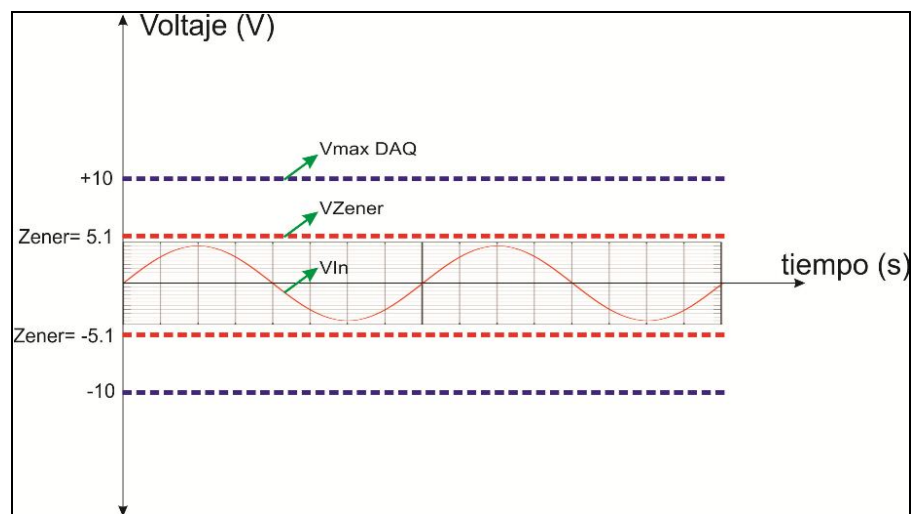 Voltaje (V)
Vmax DAQ
+10
VZener
Zener= 5.1
VIn
tiempo (s)
Zener= -5.1
-10